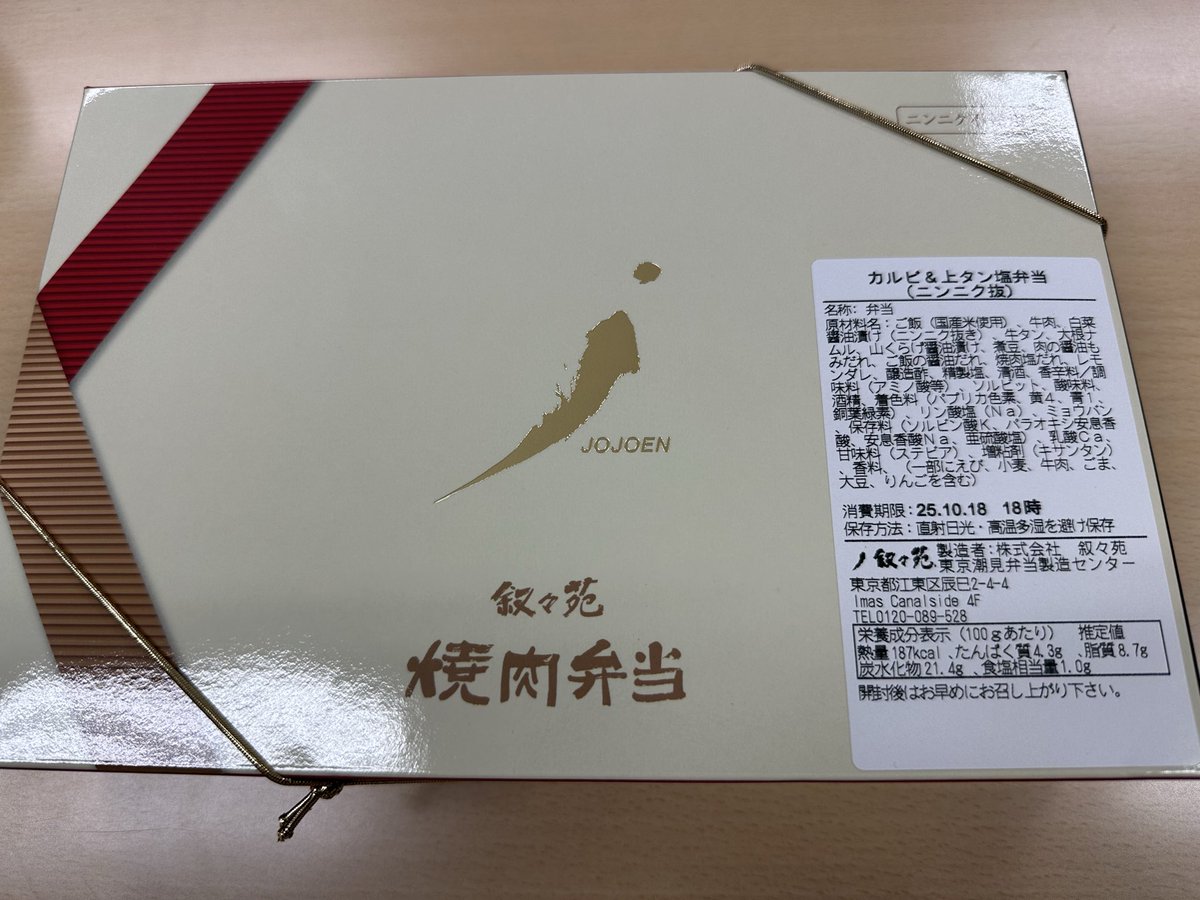 ニンニク
JOJOEN
叙々苑
焼肉弁当
カルビ&上タン塩弁当
(ニンニク抜)
名称: 弁当
原材料名:ご飯(国産米使用)、牛肉、白菜
醤油漬け(ニンニク抜き)、牛タン、大根ナ
ムル、山くらげ醤油漬け、煮豆、肉の醤油も
みだれ、ご飯の醤油だれ、焼肉塩だれ、レモ
ンダレ、醸造酢、精製塩、清酒、香辛料/調
味料(アミノ酸等)、ソルビット、酸味料、
酒精、着色料(パプリカ色素、黄4、青1、
銅葉緑素)、リン酸塩(Na)、ミョウバン
、保存料(ソルビン酸K、パラオキシ安息香
酸、安息香酸Na、亜硫酸塩)、乳酸Ca、
甘味料(ステビア)、増粘剤(キサンタン)
、香料、(一部にえび、小麦、牛肉、ごま、
大豆、りんごを含む)
消費期限:25.10.18 18時
保存方法:直射日光・高温多湿を避け保存
叙々苑 製造者:株式会社 叙々苑
東京潮見弁当製造センター
東京都江東区辰巳2-4-4
Imas Canalside 4F
TEL0120-089-528
栄養成分表示(100gあたり) 推定値
熱量187kcal、たんぱく質4.3g、脂質8.7g
炭水化物21.4g、食塩相当量1.0g
開封後はお早めにお召し上がり下さい。